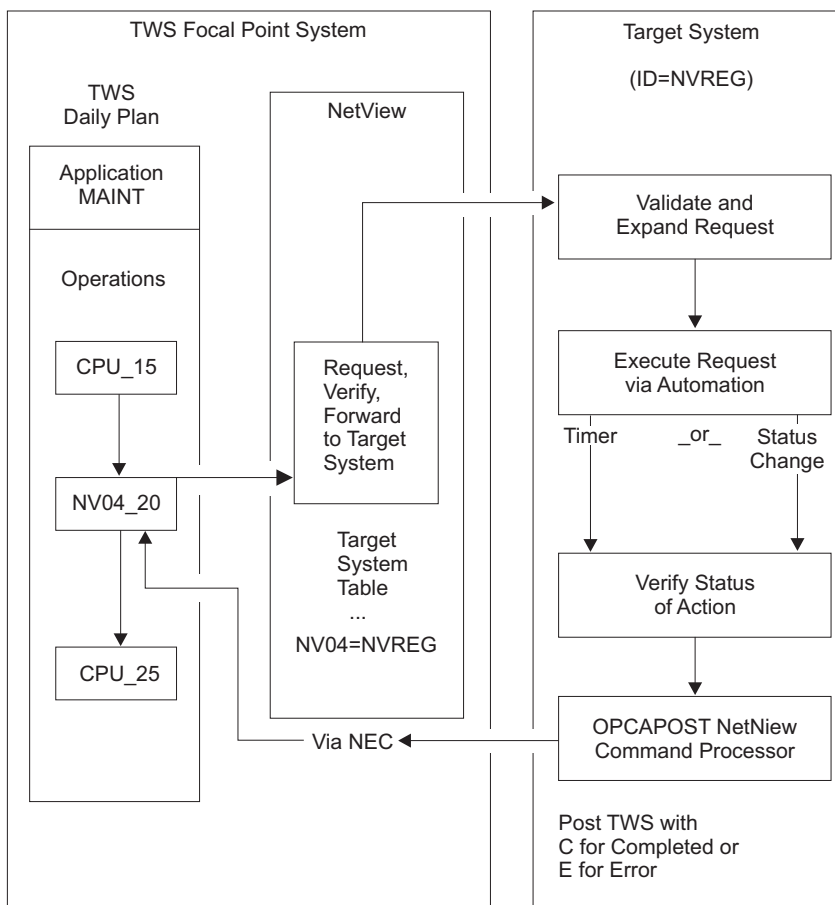 TWS Focal Point System
TWS
Daily Plan
Application
MAINT
Operations
CPU_15
NV04_20
CPU_25
NetView
Request,
Verify,
Forward
to Target
System
Target
System
Table
...
NV04=NVREG
Via NEC
Target System
(ID=NVREG)
Validate and
Expand Request
Execute Request
via Automation
Timer
_or_
Status
Change
Verify Status
of Action
OPCAPOST NetNiew
Command Processor
Post TWS with
C for Completed or
E for Error